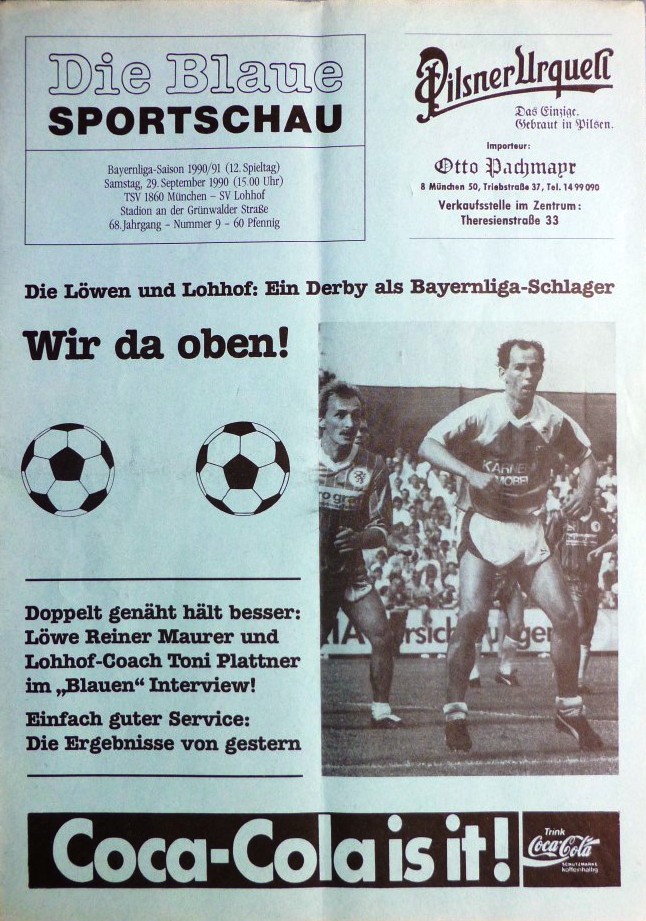 Die Blaue
SPORTSCHAU
Bayernliga-Saison 1990/91 (12. Spieltag)
Samstag, 29. September 1990 (15.00 Uhr)
TSV 1860 München – SV Lohhof
Stadion an der Grünwalder Straße
68. Jahrgang – Nummer 9 – 60 Pfennig
Pilsner Urquell
Das Einzige.
Gebraut in Pilsen.
Importeur:
Otto Pachmayr
8 München 50, Triebstraße 37, Tel. 14 99 090
Verkaufsstelle im Zentrum:
Theresienstraße 33
Die Löwen und Lohhof: Ein Derby als Bayernliga-Schlager
Wir da oben!
Doppelt genäht hält besser:
Löwe Reiner Maurer und
Lohhof-Coach Toni Plattner
im „Blauen“ Interview!
Einfach guter Service:
Die Ergebnisse von gestern
Coca-Cola is it!
Trink
Coca-Cola
SCHUTZMARKE
koffeinhaltig